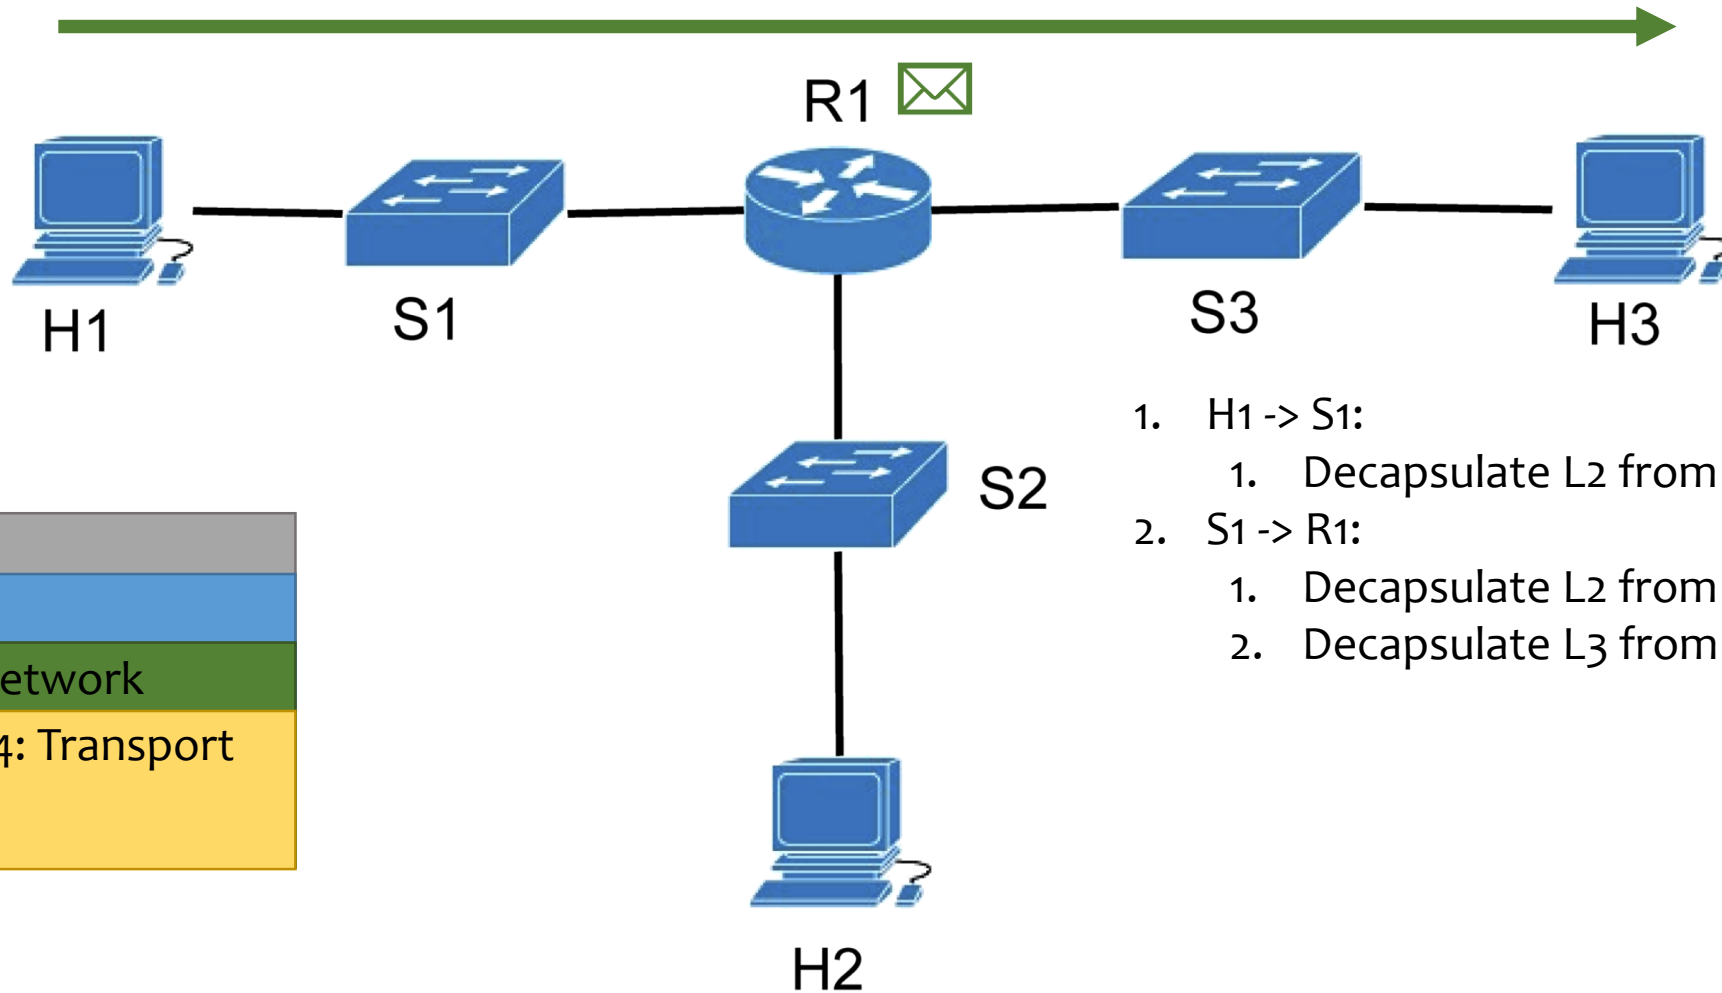 R1
H1
S1
S3
H3
S2
H2
1. H1 -> S1:
1. Decapsulate L2 from
2. S1 -> R1:
1. Decapsulate L2 from
2. Decapsulate L3 from
etwork
4: Transport